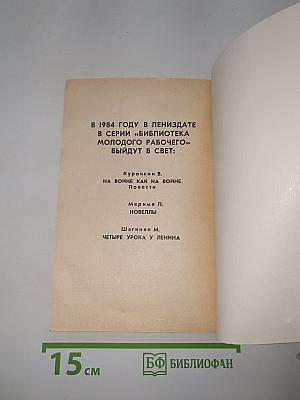 В 1984 ГОДУ В ЛЕНИЗДАТЕ
В СЕРИИ «БИБЛИОТЕКА
МОЛОДОГО РАБОЧЕГО»
ВЫЙДУТ В СВЕТ:
Курочкин В.
НА ВОЙНЕ КАК НА ВОЙНЕ.
Повести
Мериме П.
НОВЕЛЛЫ
Шагинян М.
ЧЕТЫРЕ УРОКА У ЛЕНИНА
15 см
БФ БИБЛИОФАН